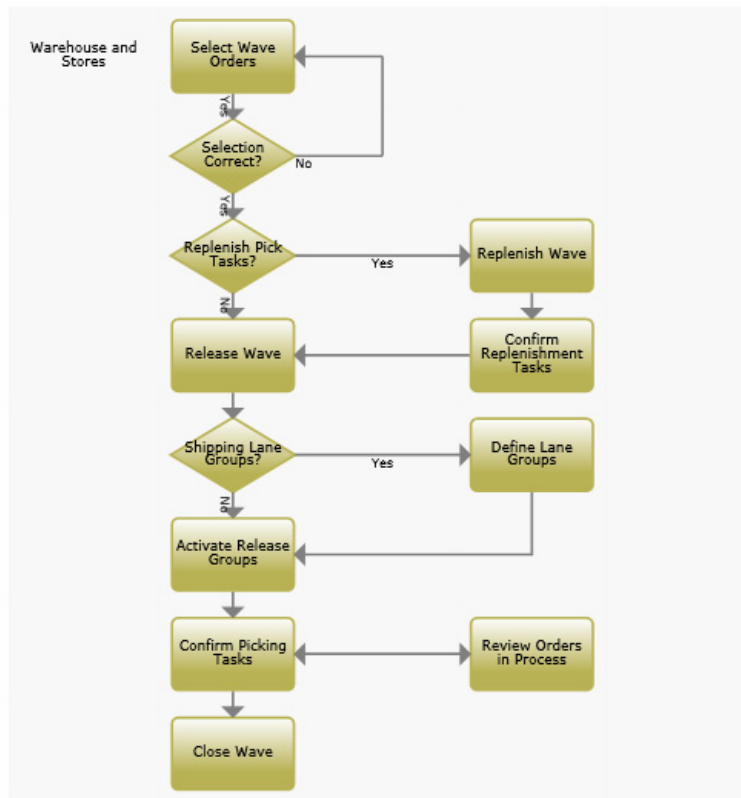 Warehouse and
Stores
Select Wave
Orders
Yes
Selection
Correct?
No
Yes
Replenish Pick
Tasks?
Yes
Replenish Wave
No
Release Wave
Confirm
Replenishment
Tasks
Shipping Lane
Groups?
Yes
Define Lane
Groups
No
Activate Release
Groups
Confirm Picking
Tasks
Review Orders
in Process
Close Wave